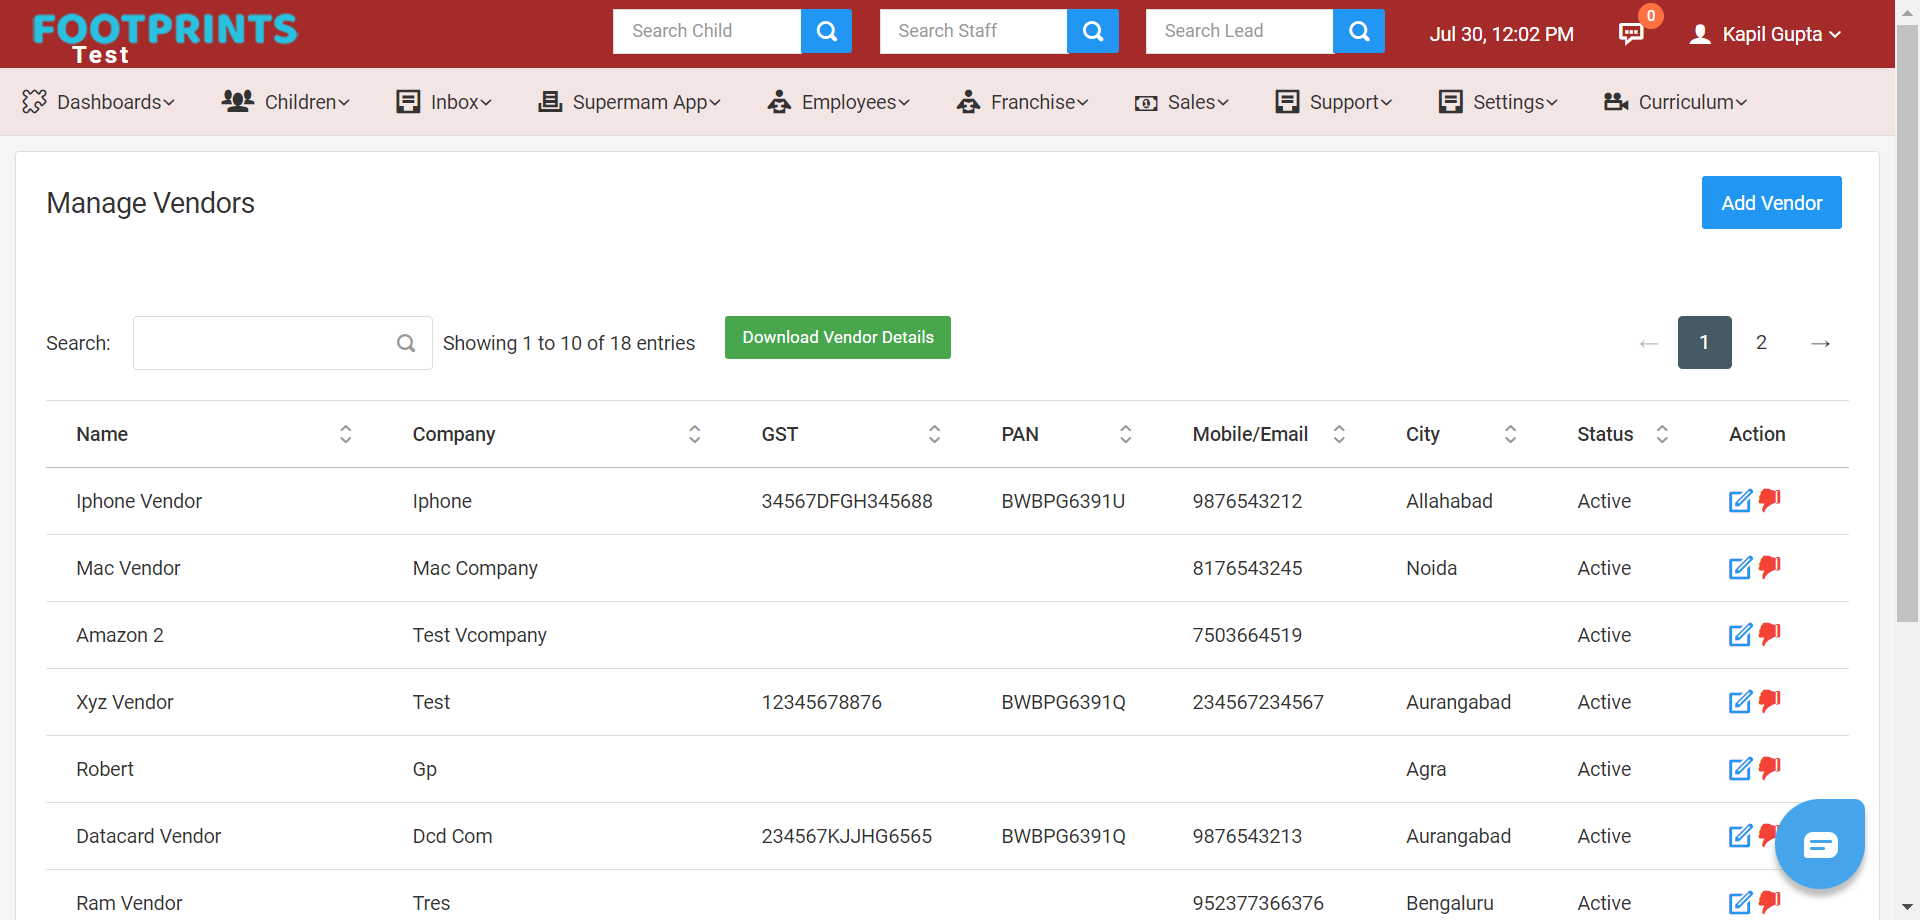 FOOTPRINTS
Test
Search Child
Search Staff
Search Lead
Jul 30, 12:02 PM
0
Kapil Gupta
Dashboards
Children
Inbox
Supermam App
Employees
Franchise
Sales
Support
Settings
Curriculum
Manage Vendors
Add Vendor
Search:
Showing 1 to 10 of 18 entries
Download Vendor Details
← 1 2 →
Name Company GST PAN Mobile/Email City Status Action
Iphone Vendor Iphone 34567DFGH345688 BWBPG6391U 9876543212 Allahabad Active
Mac Vendor Mac Company 8176543245 Noida Active
Amazon 2 Test Vcompany 7503664519 Active
Xyz Vendor Test 12345678876 BWBPG6391Q 234567234567 Aurangabad Active
Robert Gp Agra Active
Datacard Vendor Dcd Com 234567KJJHG6565 BWBPG6391Q 9876543213 Aurangabad Active
Ram Vendor Tres 952377366376 Bengaluru Active